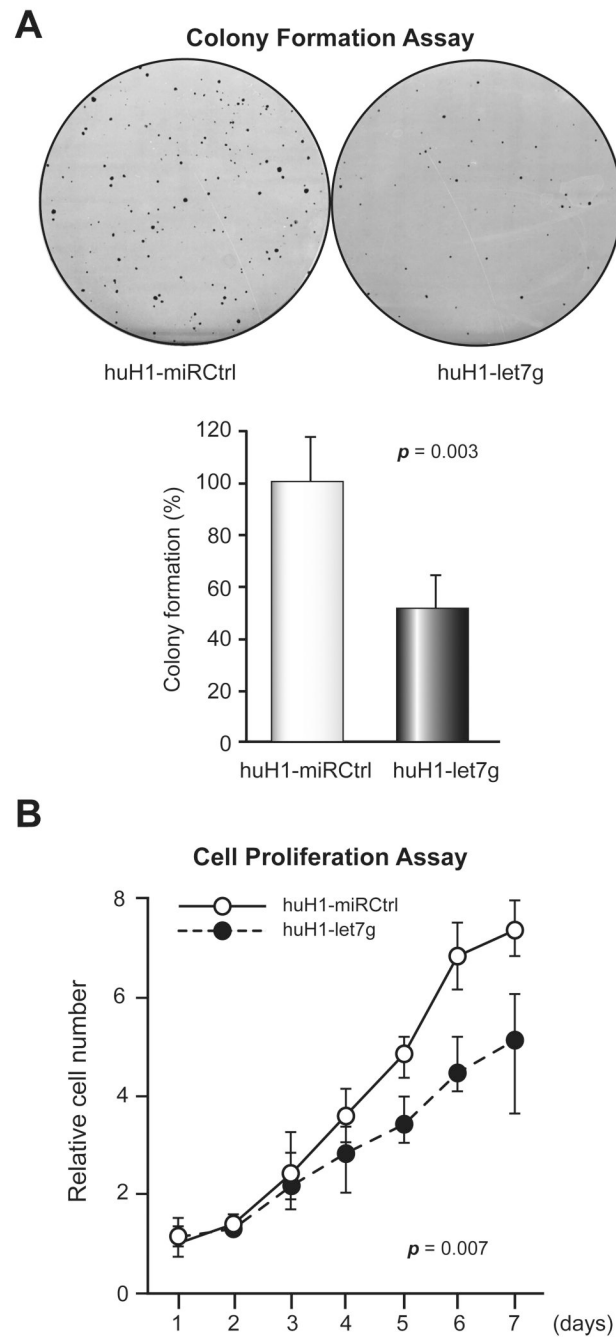 A
Colony Formation Assay
huH1-miRCtrl
huH1-let7g
120
100
80
60
40
20
0
Colony formation (%)
p = 0.003
huH1-miRCtrl
huH1-let7g
B
Cell Proliferation Assay
huH1-miRCtrl
huH1-let7g
8
6
4
2
0
Relative cell number
p = 0.007
1 2 3 4 5 6 7 (days)